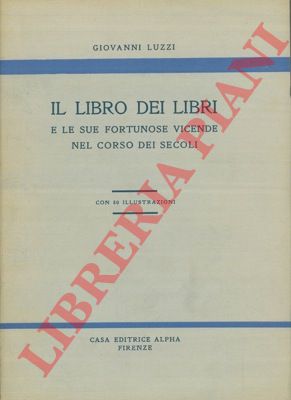 GIOVANNI LUZZI
IL LIBRO DEI LIBRI
E LE SUE FORTUNOSE VICENDE
NEL CORSO DEI SECOLI
CON 80 ILLUSTRAZIONI
CASA EDITRICE ALPHA
FIRENZE
LIBRERIA PIANI